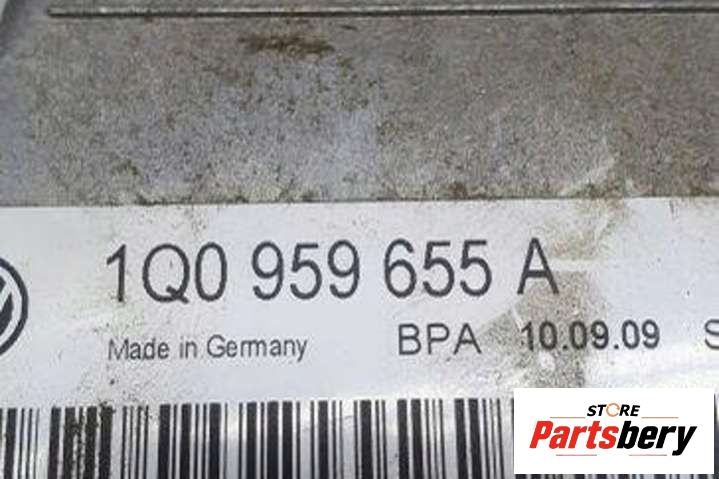 1Q0 959 655 A
Made in Germany BPA 10.09.09 S
STORE
Partsbery